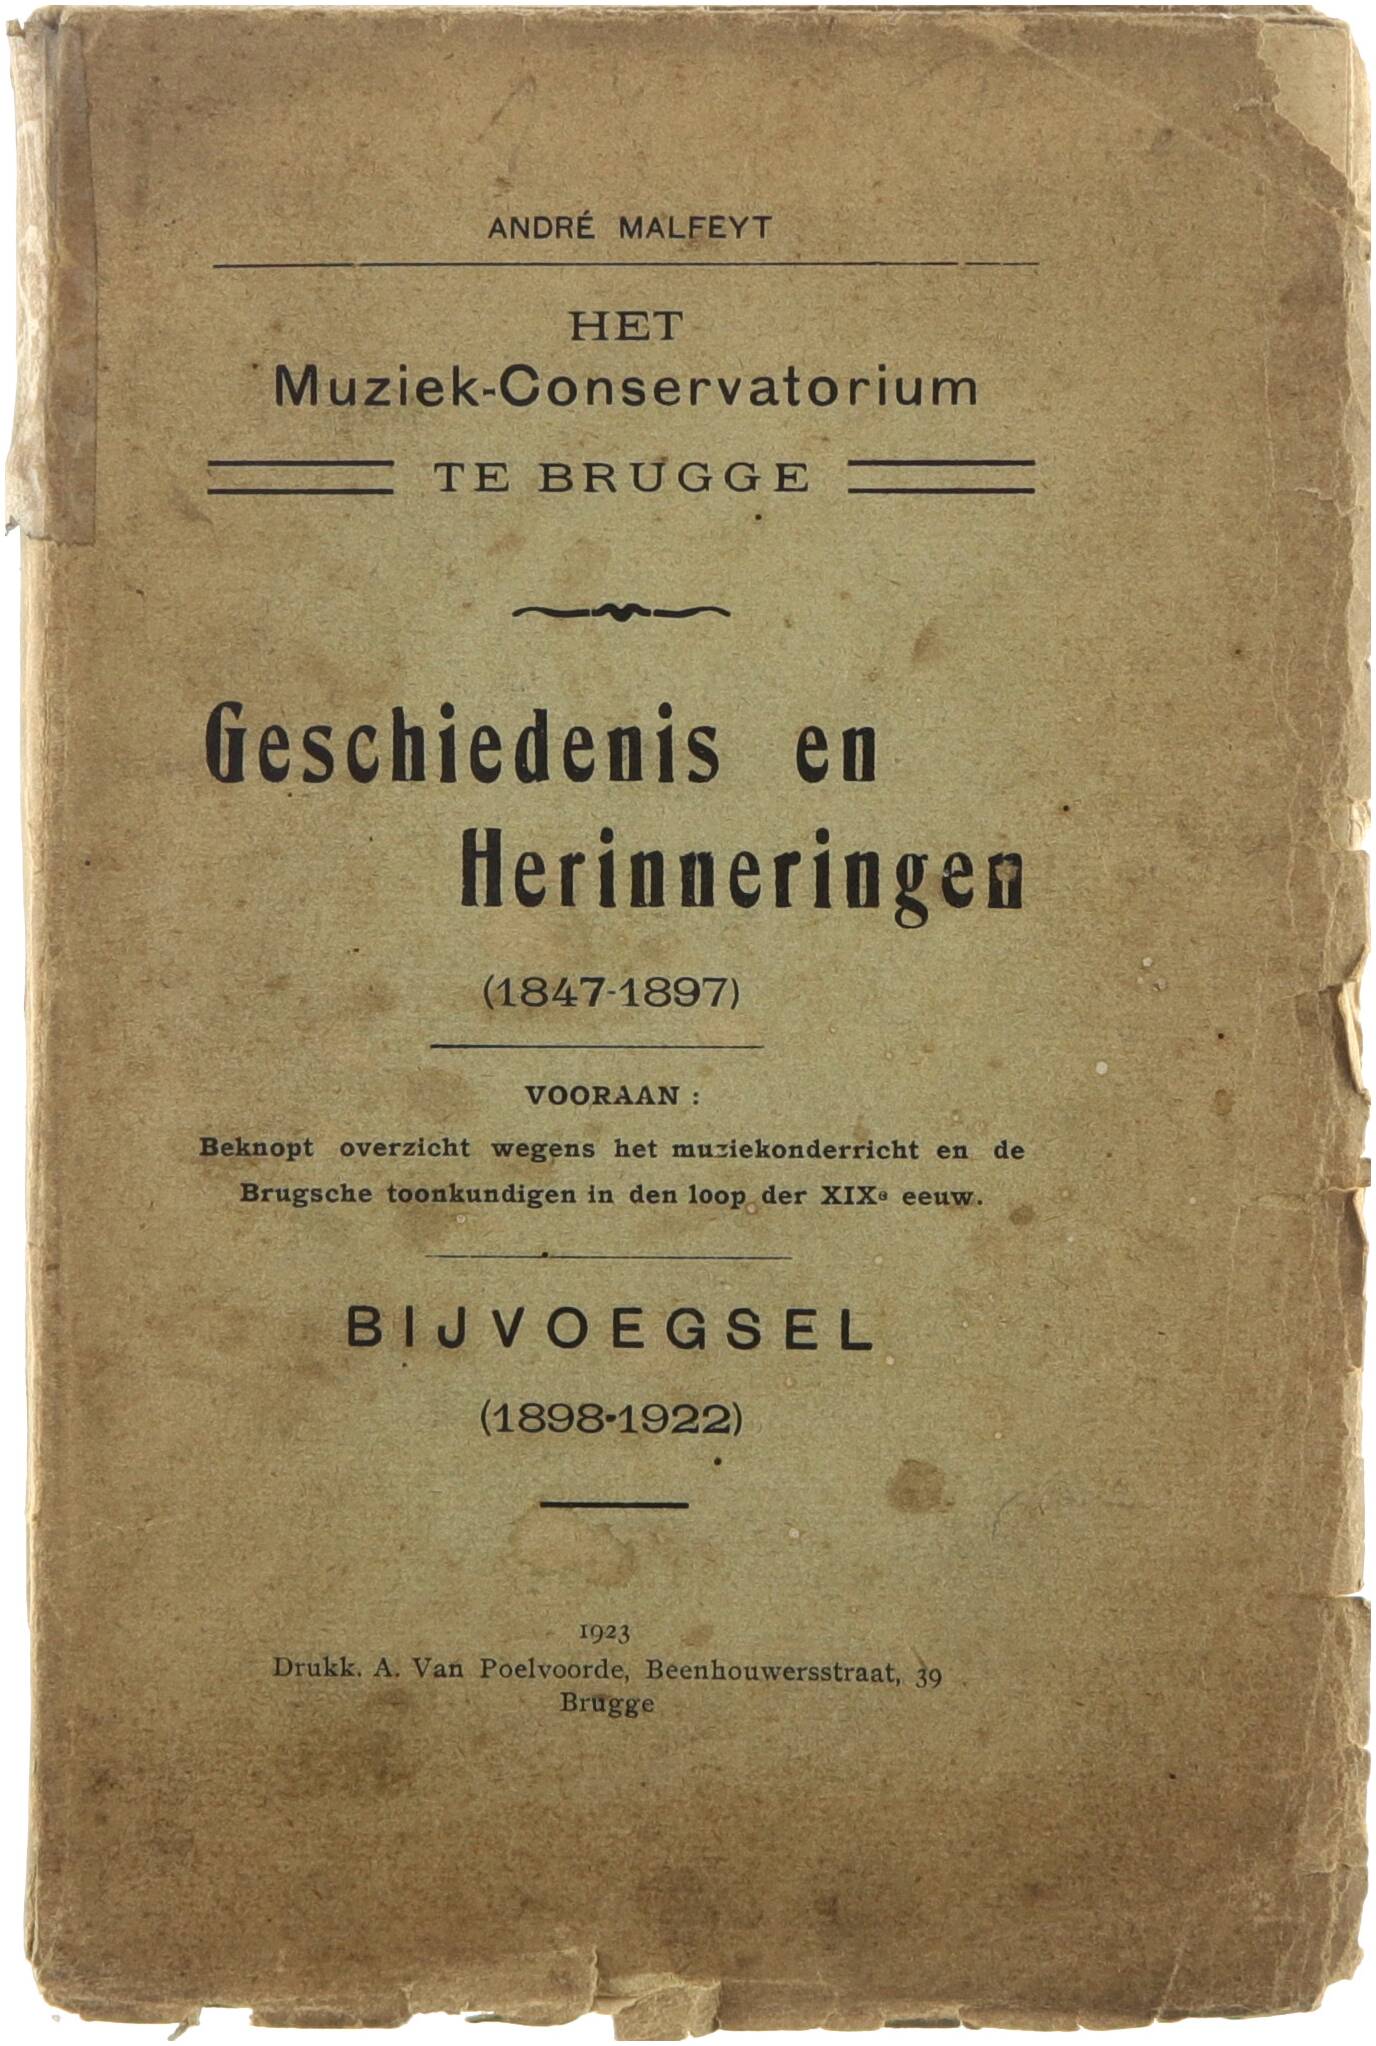 ANDRÉ MALFEYT
HET
Muziek-Conservatorium
TE BRUGGE
Geschiedenis en
Herinneringen
(1847-1897)
VOORAAN :
Beknopt overzicht wegens het muziekonderricht en de
Brugsche toonkundigen in den loop der XIXe eeuw.
BIJVOEGSEL
(1898-1922)
1923
Drukk. A. Van Poelvoorde, Beenhouwersstraat, 39
Brugge